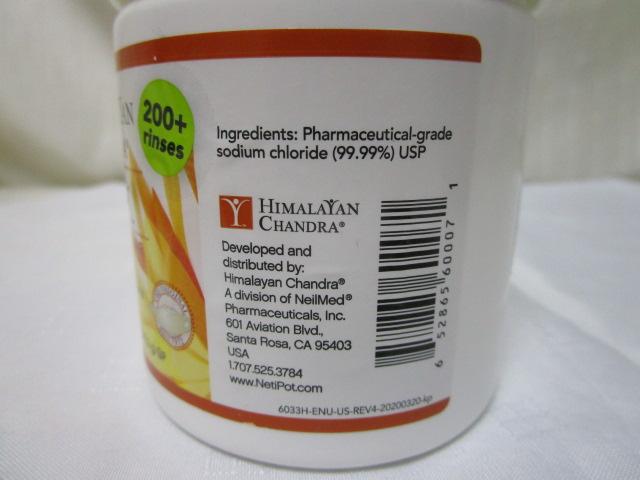 200+
rinses
Ingredients: Pharmaceutical-grade
sodium chloride (99.99%) USP
HIMALAYAN
CHANDRA®
Developed and
distributed by:
Himalayan Chandra®
A division of NeilMed®
Pharmaceuticals, Inc.
601 Aviation Blvd.,
Santa Rosa, CA 95403
USA
1.707.525.3784
www.NetiPot.com
6 52865 60007 1
6033H-ENU-US-REV4-20200320-kp